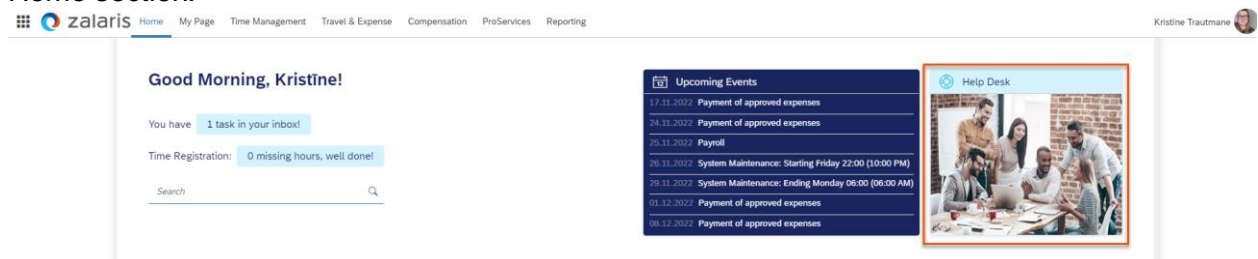 Home section.
zalaris Home My Page Time Management Travel & Expense Compensation ProServices Reporting Kristine Trautmane
Good Morning, Kristīne!
You have 1 task in your inbox!
Time Registration: 0 missing hours, well done!
Search
12 Upcoming Events
17.11.2022 Payment of approved expenses
24.11.2022 Payment of approved expenses
25.11.2022 Payroll
26.11.2022 System Maintenance: Starting Friday 22:00 (10:00 PM)
29.11.2022 System Maintenance: Ending Monday 06:00 (06:00 AM)
01.12.2022 Payment of approved expenses
08.12.2022 Payment of approved expenses
Help Desk